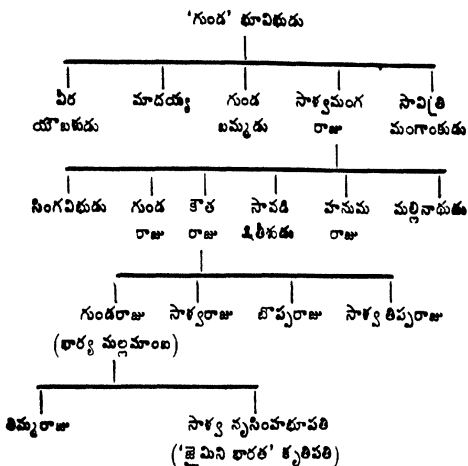 ‘గుండ’ భూవిభుడు
వీర మాదయ్య గుండ సాళ్వమంగ సావిత్రి
యౌబళుడు బమ్మడు రాజు మంగాంకుడు
సింగవిభుడు గుండ కౌత సావడి హనుమ మల్లినాథుడు
రాజు రాజు క్షితీశుడు రాజు
గుండరాజు సాళ్వరాజు బొప్పరాజు సాళ్వ తిప్పరాజు
(భార్య మల్లమాంబ)
తిమ్మరాజు సాళ్వ నృసింహభూపతి
(‘జైమిని భారత’ కృతిపతి)